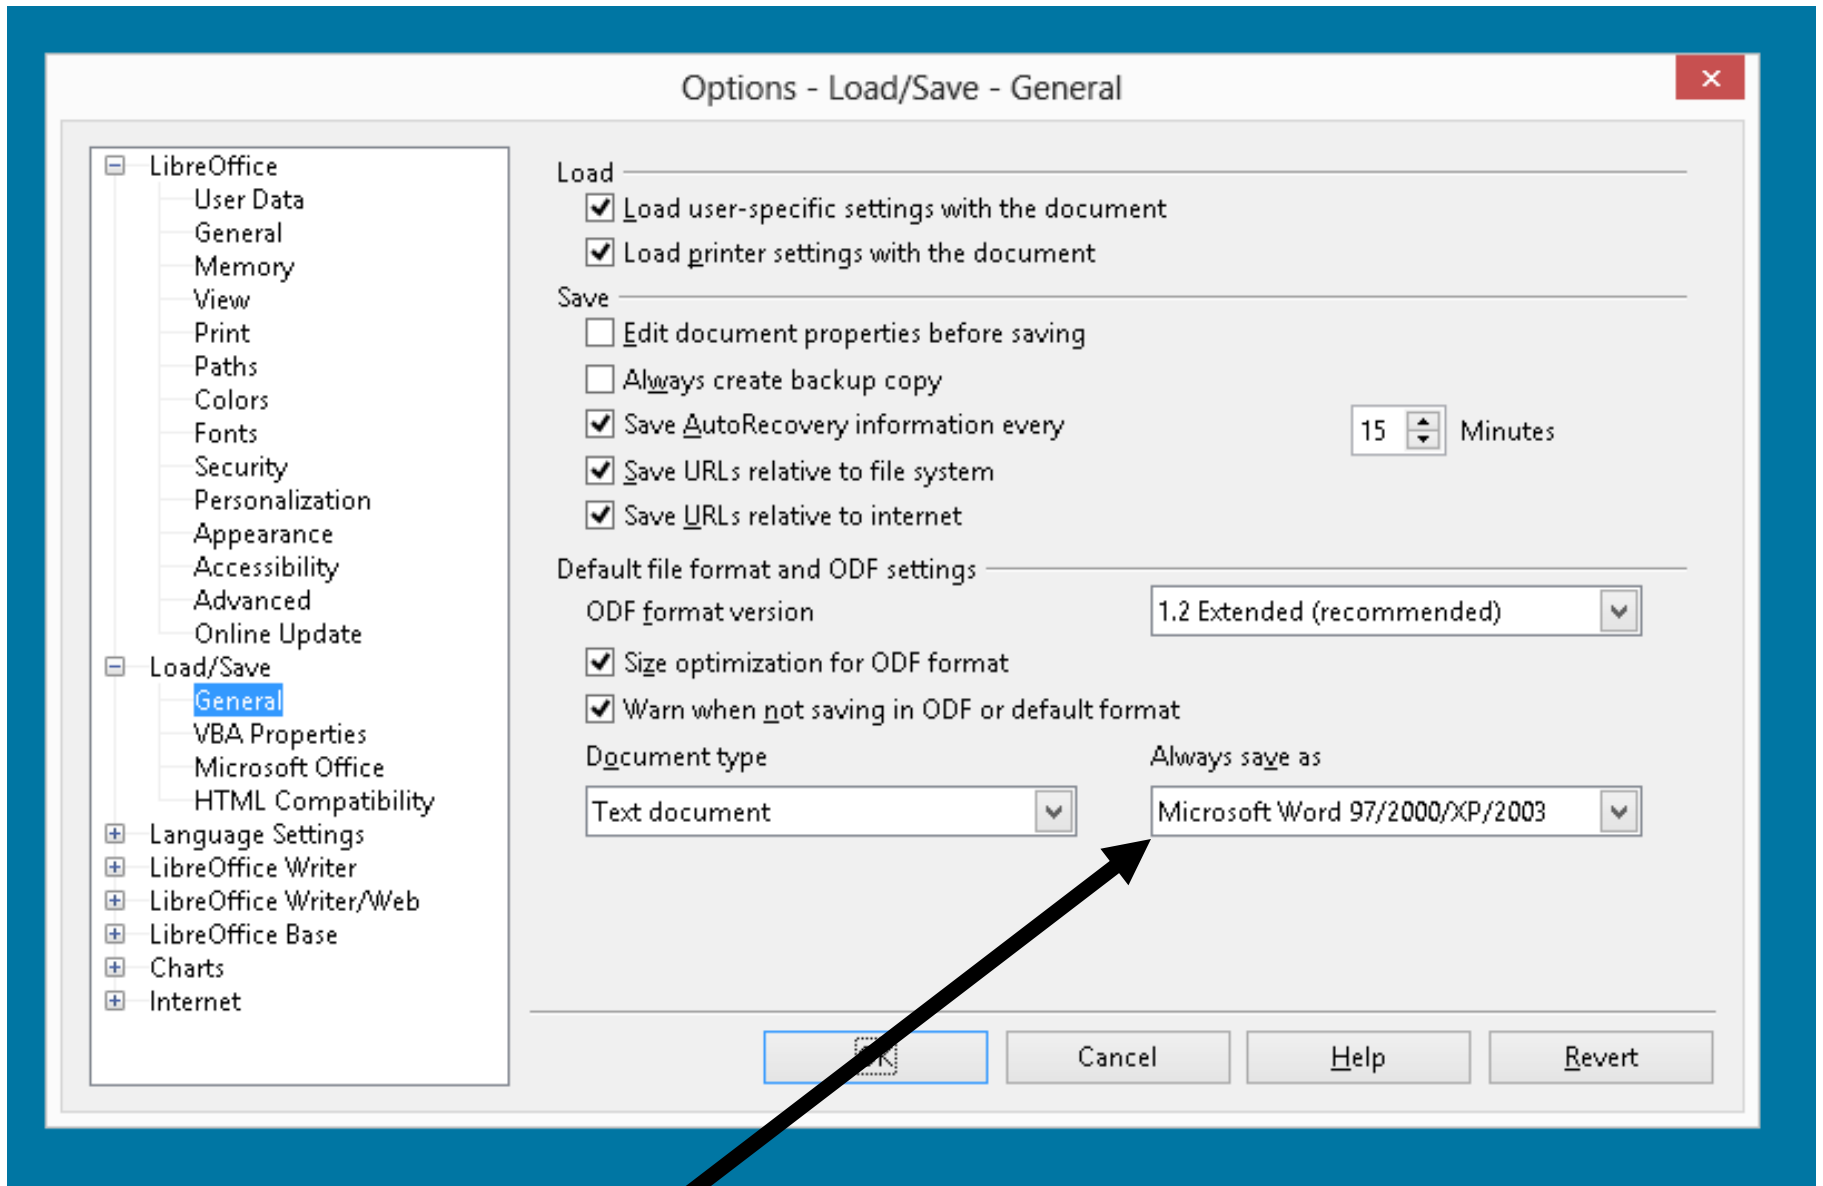 Options - Load/Save - General
LibreOffice
User Data
General
Memory
View
Print
Paths
Colors
Fonts
Security
Personalization
Appearance
Accessibility
Advanced
Online Update
Load/Save
General
VBA Properties
Microsoft Office
HTML Compatibility
Language Settings
LibreOffice Writer
LibreOffice Writer/Web
LibreOffice Base
Charts
Internet
Load
Load user-specific settings with the document
Load printer settings with the document
Save
Edit document properties before saving
Always create backup copy
Save AutoRecovery information every 15 Minutes
Save URLs relative to file system
Save URLs relative to internet
Default file format and ODF settings
ODF format version 1.2 Extended (recommended)
Size optimization for ODF format
Warn when not saving in ODF or default format
Document type Always save as
Text document Microsoft Word 97/2000/XP/2003
Cancel Help Revert